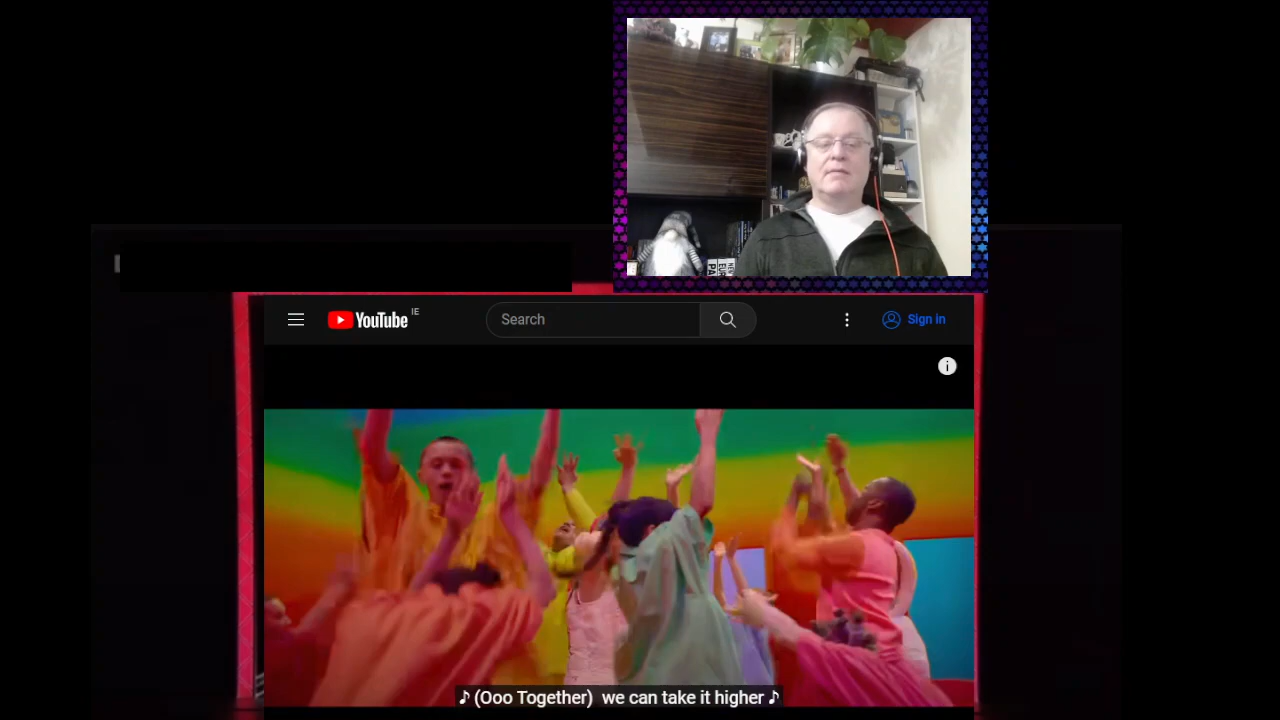 YouTube IE
Search
Sign in
♪ (Ooo Together) we can take it higher ♪